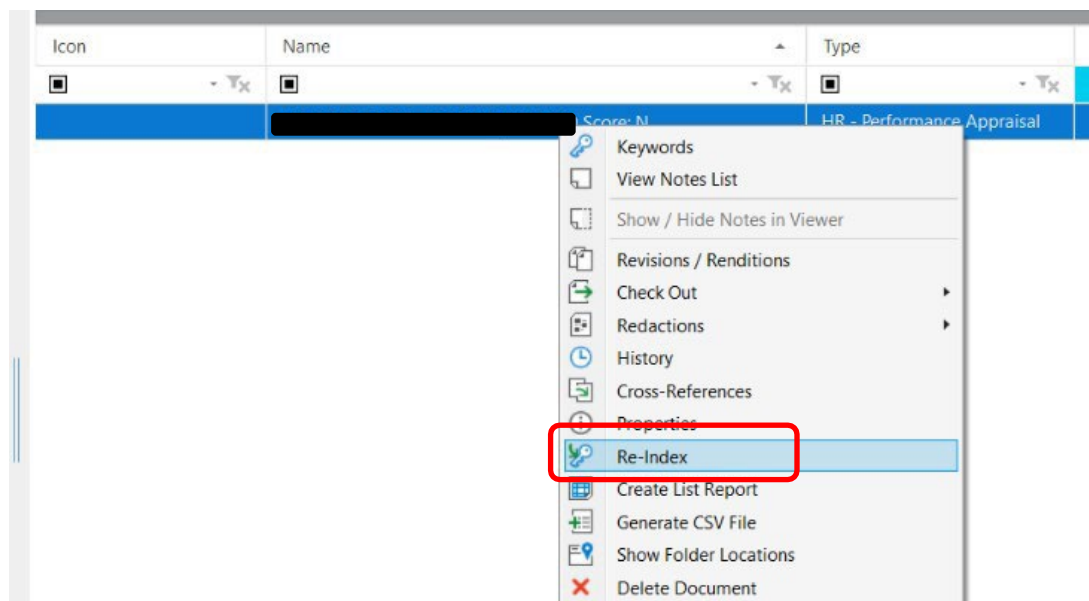 Icon Name Type
Score: N HR - Performance Appraisal
Keywords
View Notes List
Show / Hide Notes in Viewer
Revisions / Renditions
Check Out
Redactions
History
Cross-References
Properties
Re-Index
Create List Report
Generate CSV File
Show Folder Locations
Delete Document